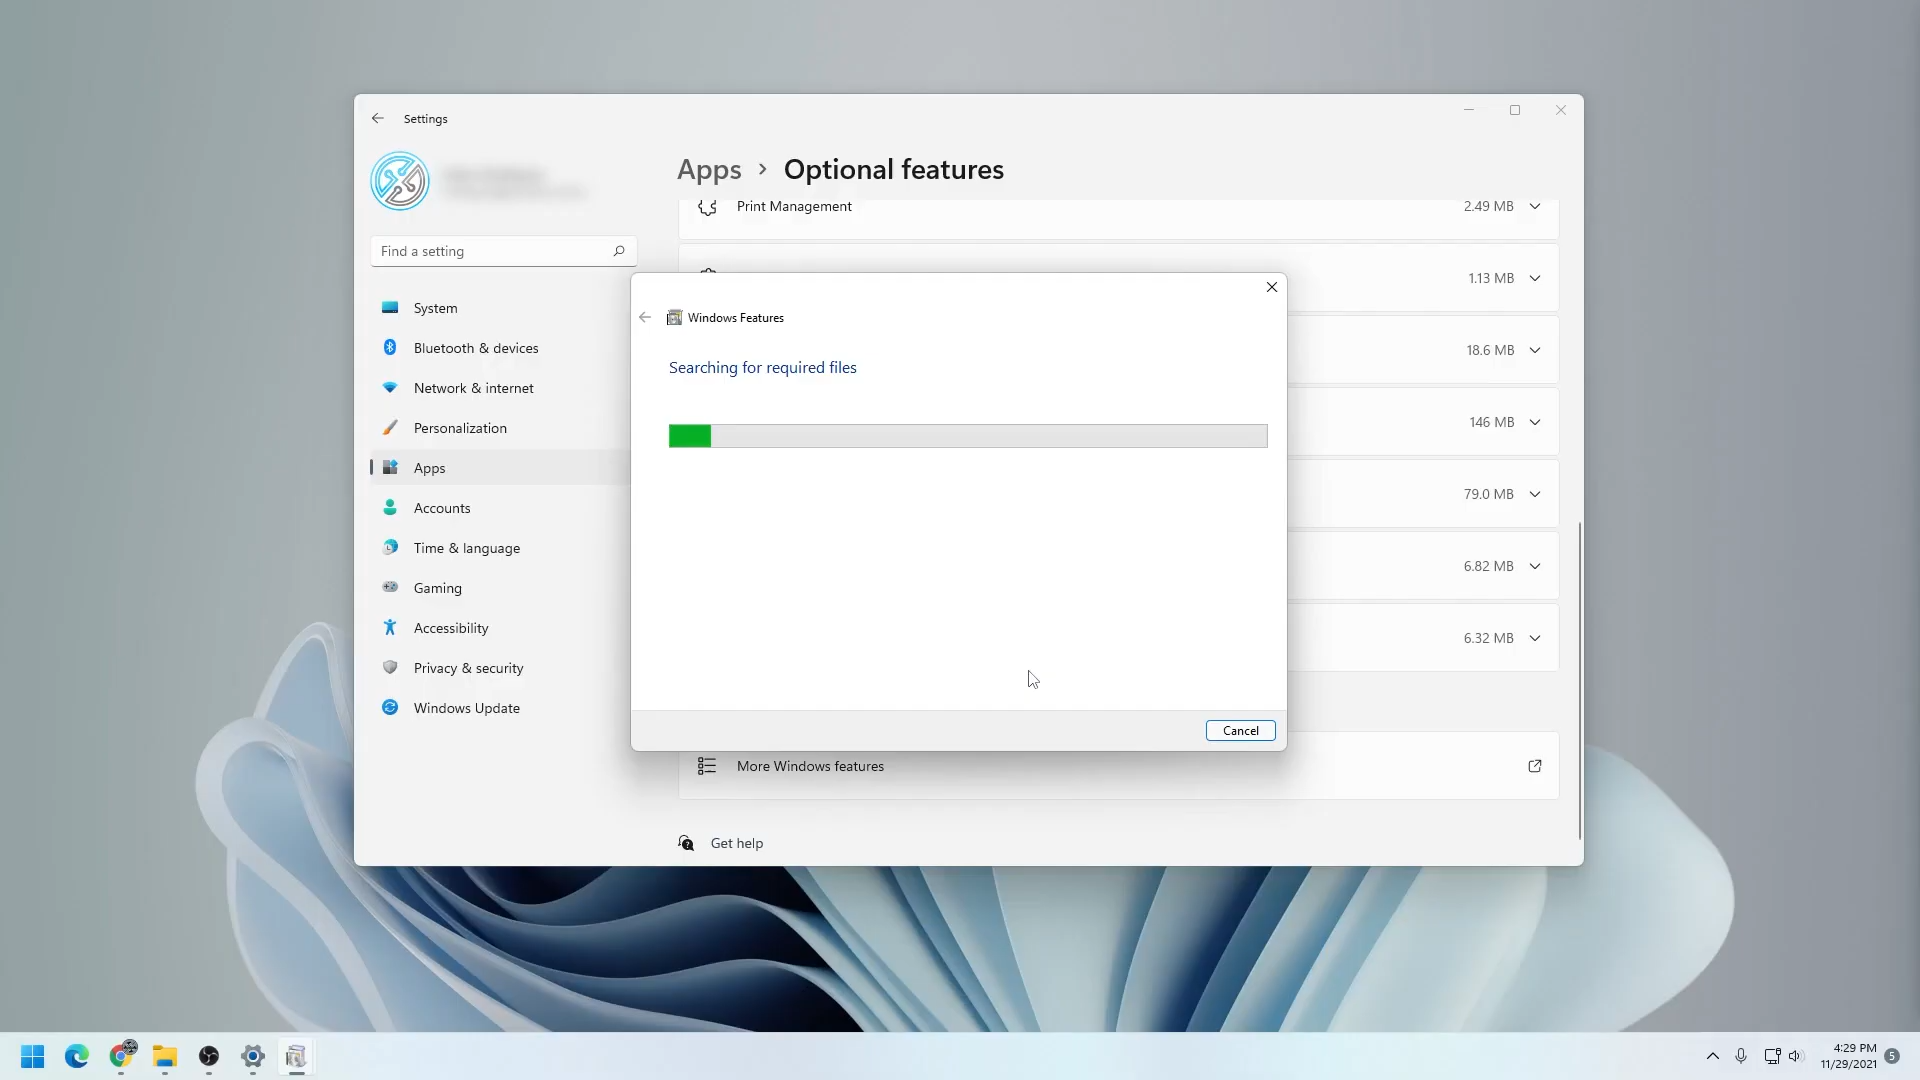 Settings
Apps > Optional features
Find a setting
System
Bluetooth & devices
Network & internet
Personalization
Apps
Accounts
Time & language
Gaming
Accessibility
Privacy & security
Windows Update
Print Management 2.49 MB
1.13 MB
18.6 MB
146 MB
79.0 MB
6.82 MB
6.32 MB
Windows Features
Searching for required files
Cancel
More Windows features
Get help
4:29 PM
11/29/2021
5